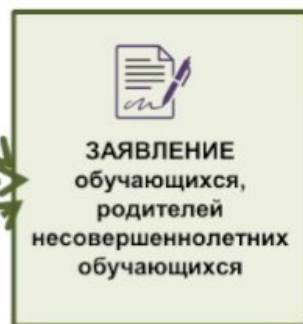 ЗАЯВЛЕНИЕ
обучающихся,
родителей
несовершеннолетних
обучающихся